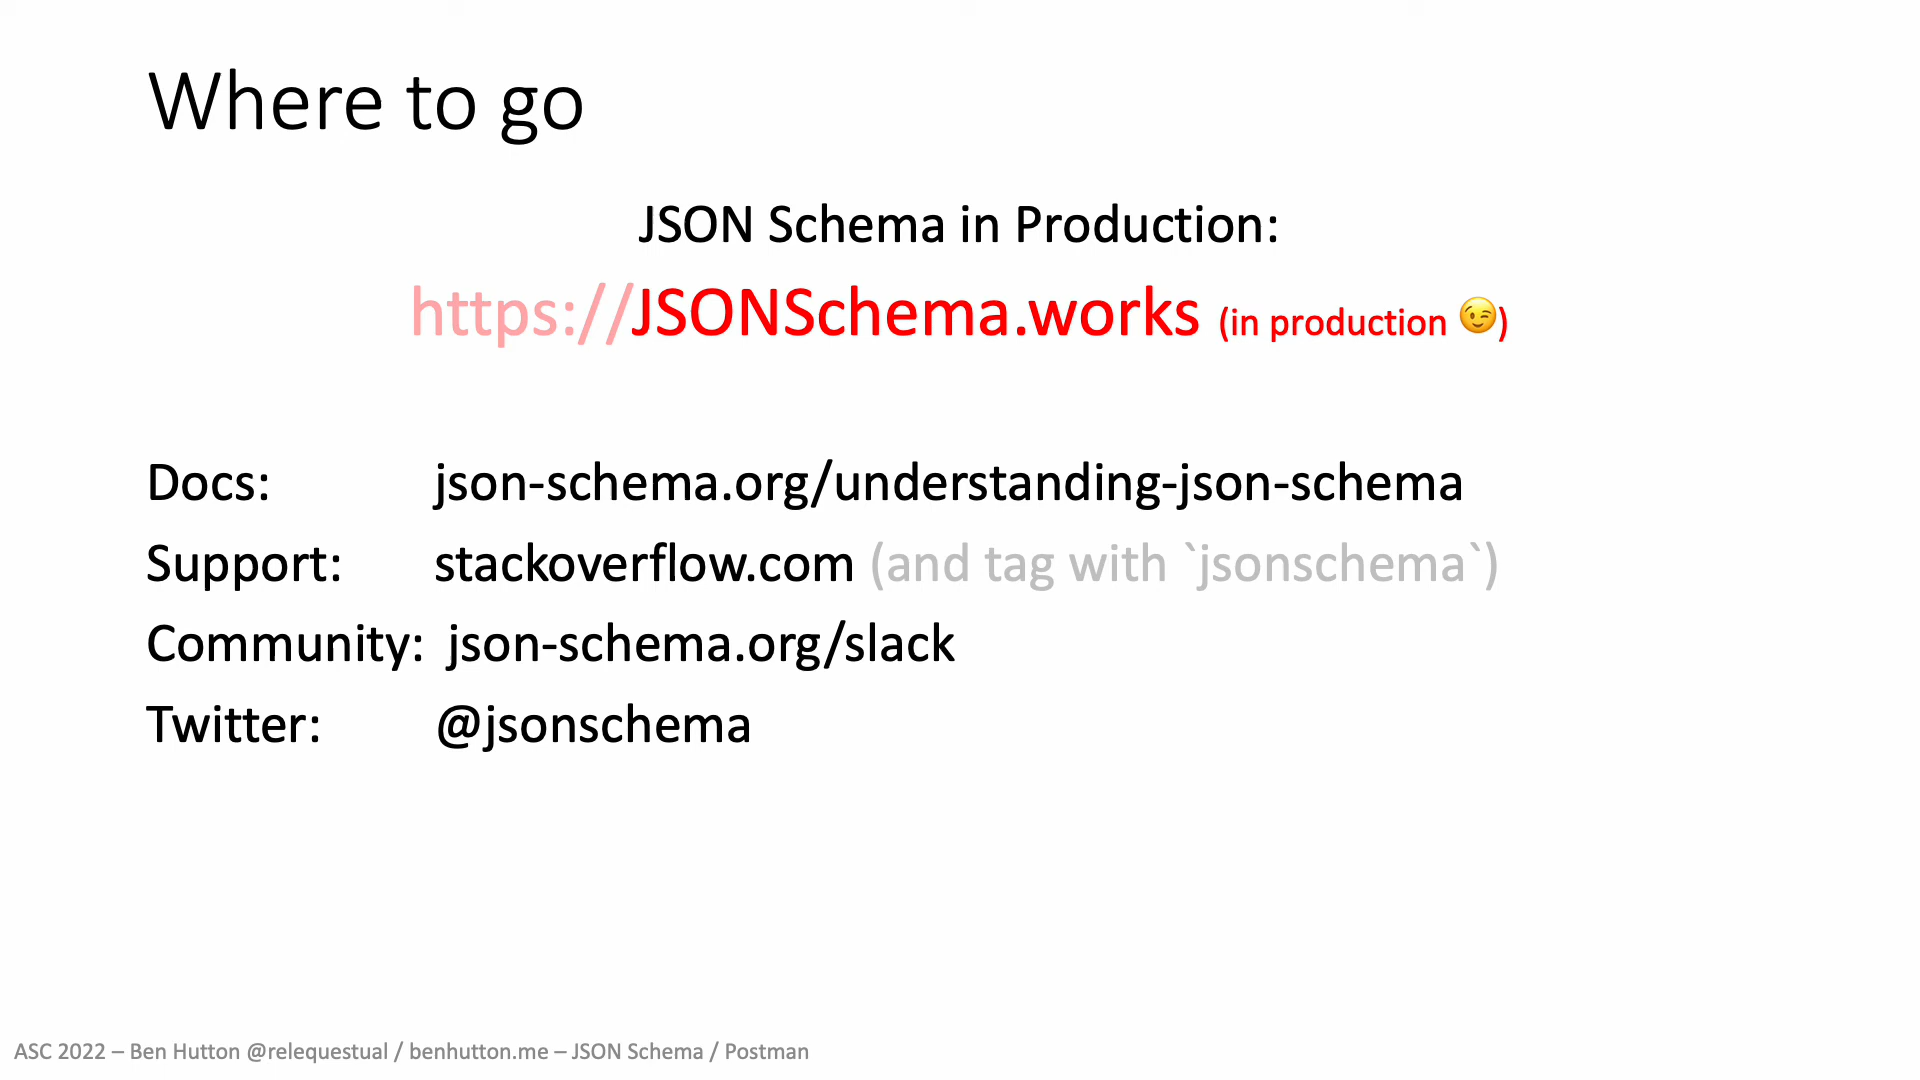 Where to go
JSON Schema in Production:
https://JSONSchema.works (in production 😉)
Docs: json-schema.org/understanding-json-schema
Support: stackoverflow.com (and tag with `jsonschema`)
Community: json-schema.org/slack
Twitter: @jsonschema
ASC 2022 – Ben Hutton @relequestual / benhutton.me – JSON Schema / Postman